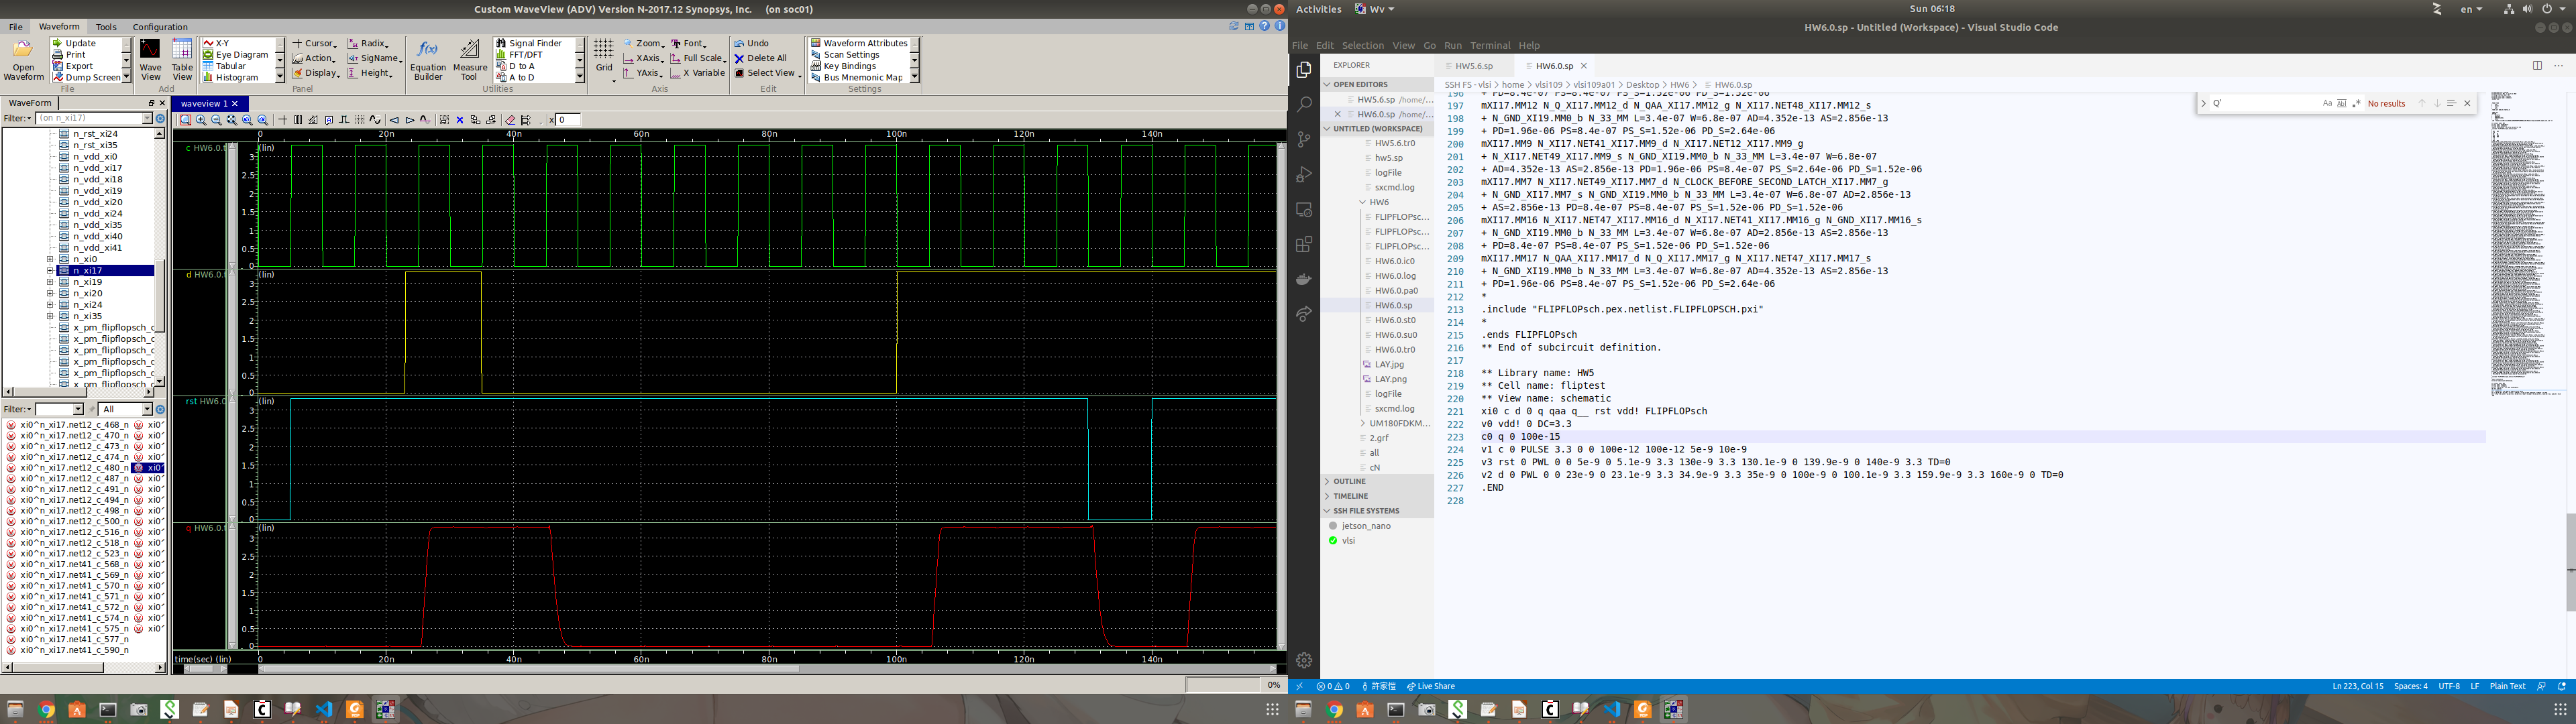 Custom WaveView (ADV) Version N-2017.12 Synopsys, Inc. (on soc01)
File Waveform Tools Configuration
Open Waveform
Update
Print
Export
Dump Screen
File
Wave View
Table View
Add
X-Y
Eye Diagram
Tabular
Histogram
Cursor
Action
Display
Radix
SigName
Height
Panel
Equation Builder
Measure Tool
Signal Finder
FFT/DFT
D to A
A to D
Utilities
Grid
Zoom
XAxis
YAxis
Font
Full Scale
X Variable
Axis
Undo
Delete All
Select View
Edit
Waveform Attributes
Scan Settings
Key Bindings
Bus Mnemonic Map
Settings
WaveForm
Filter: (on n_xi17)
n_rst_xi24
n_rst_xi35
n_vdd_xi0
n_vdd_xi17
n_vdd_xi18
n_vdd_xi19
n_vdd_xi20
n_vdd_xi24
n_vdd_xi35
n_vdd_xi40
n_vdd_xi41
n_xi0
n_xi17
n_xi19
n_xi20
n_xi24
n_xi35
x_pm_flipflopsch_c
x_pm_flipflopsch_c
x_pm_flipflopsch_c
x_pm_flipflopsch_c
x_pm_flipflopsch_c
x_pm_flipflopsch_c
Filter: All
xi0^n_xi17.net12_c_468_n xi0^
xi0^n_xi17.net12_c_470_n xi0^
xi0^n_xi17.net12_c_473_n xi0^
xi0^n_xi17.net12_c_474_n xi0^
xi0^n_xi17.net12_c_480_n xi0^
xi0^n_xi17.net12_c_487_n xi0^
xi0^n_xi17.net12_c_491_n xi0^
xi0^n_xi17.net12_c_494_n xi0^
xi0^n_xi17.net12_c_498_n xi0^
xi0^n_xi17.net12_c_500_n xi0^
xi0^n_xi17.net12_c_516_n xi0^
xi0^n_xi17.net12_c_518_n xi0^
xi0^n_xi17.net12_c_523_n xi0^
xi0^n_xi17.net41_c_568_n xi0^
xi0^n_xi17.net41_c_569_n xi0^
xi0^n_xi17.net41_c_570_n xi0^
xi0^n_xi17.net41_c_571_n xi0^
xi0^n_xi17.net41_c_572_n xi0^
xi0^n_xi17.net41_c_574_n xi0^
xi0^n_xi17.net41_c_575_n xi0^
xi0^n_xi17.net41_c_577_n
xi0^n_xi17.net41_c_590_n
waveview 1
x 0
0 20n 40n 60n 80n 100n 120n 140n
c HW6.0.t (lin)
3
2.5
2
1.5
1
0.5
0
d HW6.0.t (lin)
3
2.5
2
1.5
1
0.5
0
rst HW6.0.t (lin)
3
2.5
2
1.5
1
0.5
0
q HW6.0.t (lin)
3
2.5
2
1.5
1
0.5
0
time(sec) (lin) 0 20n 40n 60n 80n 100n 120n 140n
0%
Activities Wv Sun 06:18 en
HW6.0.sp - Untitled (Workspace) - Visual Studio Code
File Edit Selection View Go Run Terminal Help
EXPLORER
OPEN EDITORS
HW5.6.sp /home/...
HW6.0.sp /home/...
UNTITLED (WORKSPACE)
HW5.6.tr0
hw5.sp
logFile
sxcmd.log
HW6
FLIPFLOPsc...
FLIPFLOPsc...
FLIPFLOPsc...
HW6.0.ic0
HW6.0.log
HW6.0.pa0
HW6.0.sp
HW6.0.st0
HW6.0.su0
HW6.0.tr0
LAY.jpg
LAY.png
logFile
sxcmd.log
UM180FDKM...
2.grf
all
cN
OUTLINE
TIMELINE
SSH FILE SYSTEMS
jetson_nano
vlsi
HW5.6.sp HW6.0.sp
SSH FS - vlsi > home > vlsi109 > vlsi109a01 > Desktop > HW6 > HW6.0.sp
Q' Aa No results
196 + PD=8.4e-07 PS=8.4e-07 PS_S=1.52e-06 PD_S=1.52e-06
197 mXI17.MM12 N_Q_XI17.MM12_d N_QAA_XI17.MM12_g N_XI17.NET48_XI17.MM12_s
198 + N_GND_XI19.MM0_b N_33_MM L=3.4e-07 W=6.8e-07 AD=4.352e-13 AS=2.856e-13
199 + PD=1.96e-06 PS=8.4e-07 PS_S=1.52e-06 PD_S=2.64e-06
200 mXI17.MM9 N_XI17.NET41_XI17.MM9_d N_XI17.NET12_XI17.MM9_g
201 + N_XI17.NET49_XI17.MM9_s N_GND_XI19.MM0_b N_33_MM L=3.4e-07 W=6.8e-07
202 + AD=4.352e-13 AS=2.856e-13 PD=1.96e-06 PS=8.4e-07 PS_S=2.64e-06 PD_S=1.52e-06
203 mXI17.MM7 N_XI17.NET49_XI17.MM7_d N_CLOCK_BEFORE_SECOND_LATCH_XI17.MM7_g
204 + N_GND_XI17.MM7_s N_GND_XI19.MM0_b N_33_MM L=3.4e-07 W=6.8e-07 AD=2.856e-13
205 + AS=2.856e-13 PD=8.4e-07 PS=8.4e-07 PS_S=1.52e-06 PD_S=1.52e-06
206 mXI17.MM16 N_XI17.NET47_XI17.MM16_d N_XI17.NET41_XI17.MM16_g N_GND_XI17.MM16_s
207 + N_GND_XI19.MM0_b N_33_MM L=3.4e-07 W=6.8e-07 AD=2.856e-13 AS=2.856e-13
208 + PD=8.4e-07 PS=8.4e-07 PS_S=1.52e-06 PD_S=1.52e-06
209 mXI17.MM17 N_QAA_XI17.MM17_d N_Q_XI17.MM17_g N_XI17.NET47_XI17.MM17_s
210 + N_GND_XI19.MM0_b N_33_MM L=3.4e-07 W=6.8e-07 AD=4.352e-13 AS=2.856e-13
211 + PD=1.96e-06 PS=8.4e-07 PS_S=1.52e-06 PD_S=2.64e-06
212 *
213 .include "FLIPFLOPsch.pex.netlist.FLIPFLOPSCH.pxi"
214 *
215 .ends FLIPFLOPsch
216 ** End of subcircuit definition.
217
218 ** Library name: HW5
219 ** Cell name: fliptest
220 ** View name: schematic
221 xi0 c d 0 q qaa q__ rst vdd! FLIPFLOPsch
222 v0 vdd! 0 DC=3.3
223 c0 q 0 100e-15
224 v1 c 0 PULSE 3.3 0 0 100e-12 100e-12 5e-9 10e-9
225 v3 rst 0 PWL 0 0 5e-9 0 5.1e-9 3.3 130e-9 3.3 130.1e-9 0 139.9e-9 0 140e-9 3.3 TD=0
226 v2 d 0 PWL 0 0 23e-9 0 23.1e-9 3.3 34.9e-9 3.3 35e-9 0 100e-9 0 100.1e-9 3.3 159.9e-9 3.3 160e-9 0 TD=0
227 .END
228
0 0 許家愷 Live Share Ln 223, Col 15 Spaces: 4 UTF-8 LF Plain Text